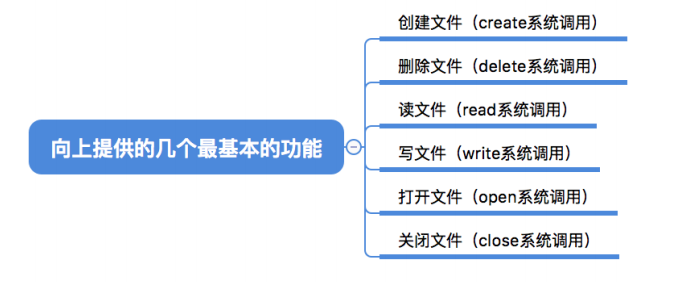 向上提供的几个最基本的功能
创建文件（create系统调用）
删除文件（delete系统调用）
读文件（read系统调用）
写文件（write系统调用）
打开文件（open系统调用）
关闭文件（close系统调用）